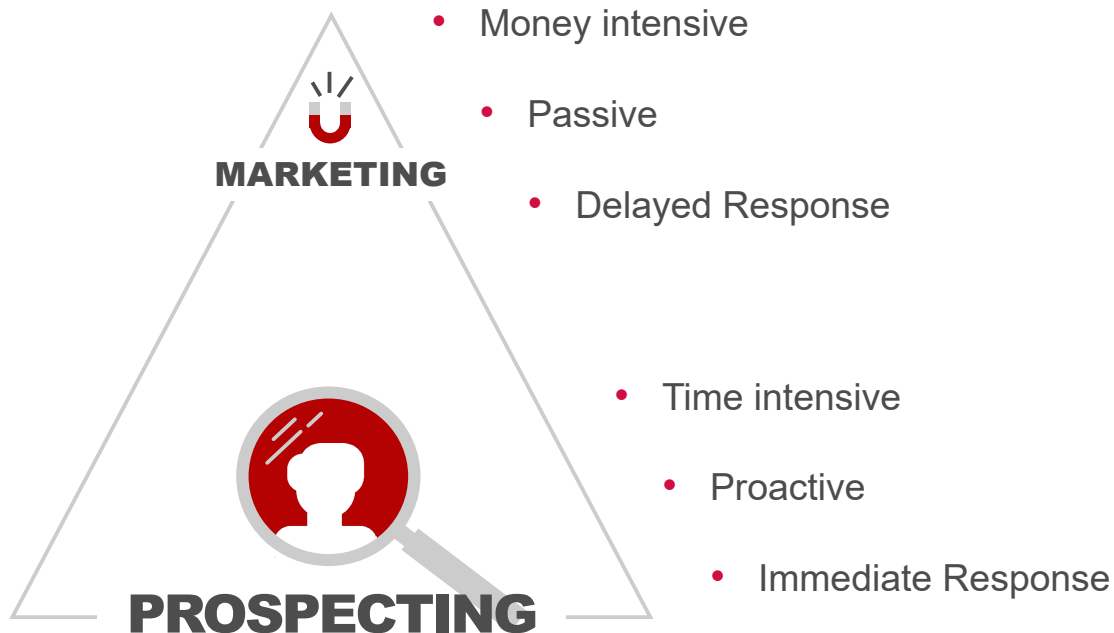 Money intensive
Passive
MARKETING
Delayed Response
Time intensive
Proactive
Immediate Response
PROSPECTING